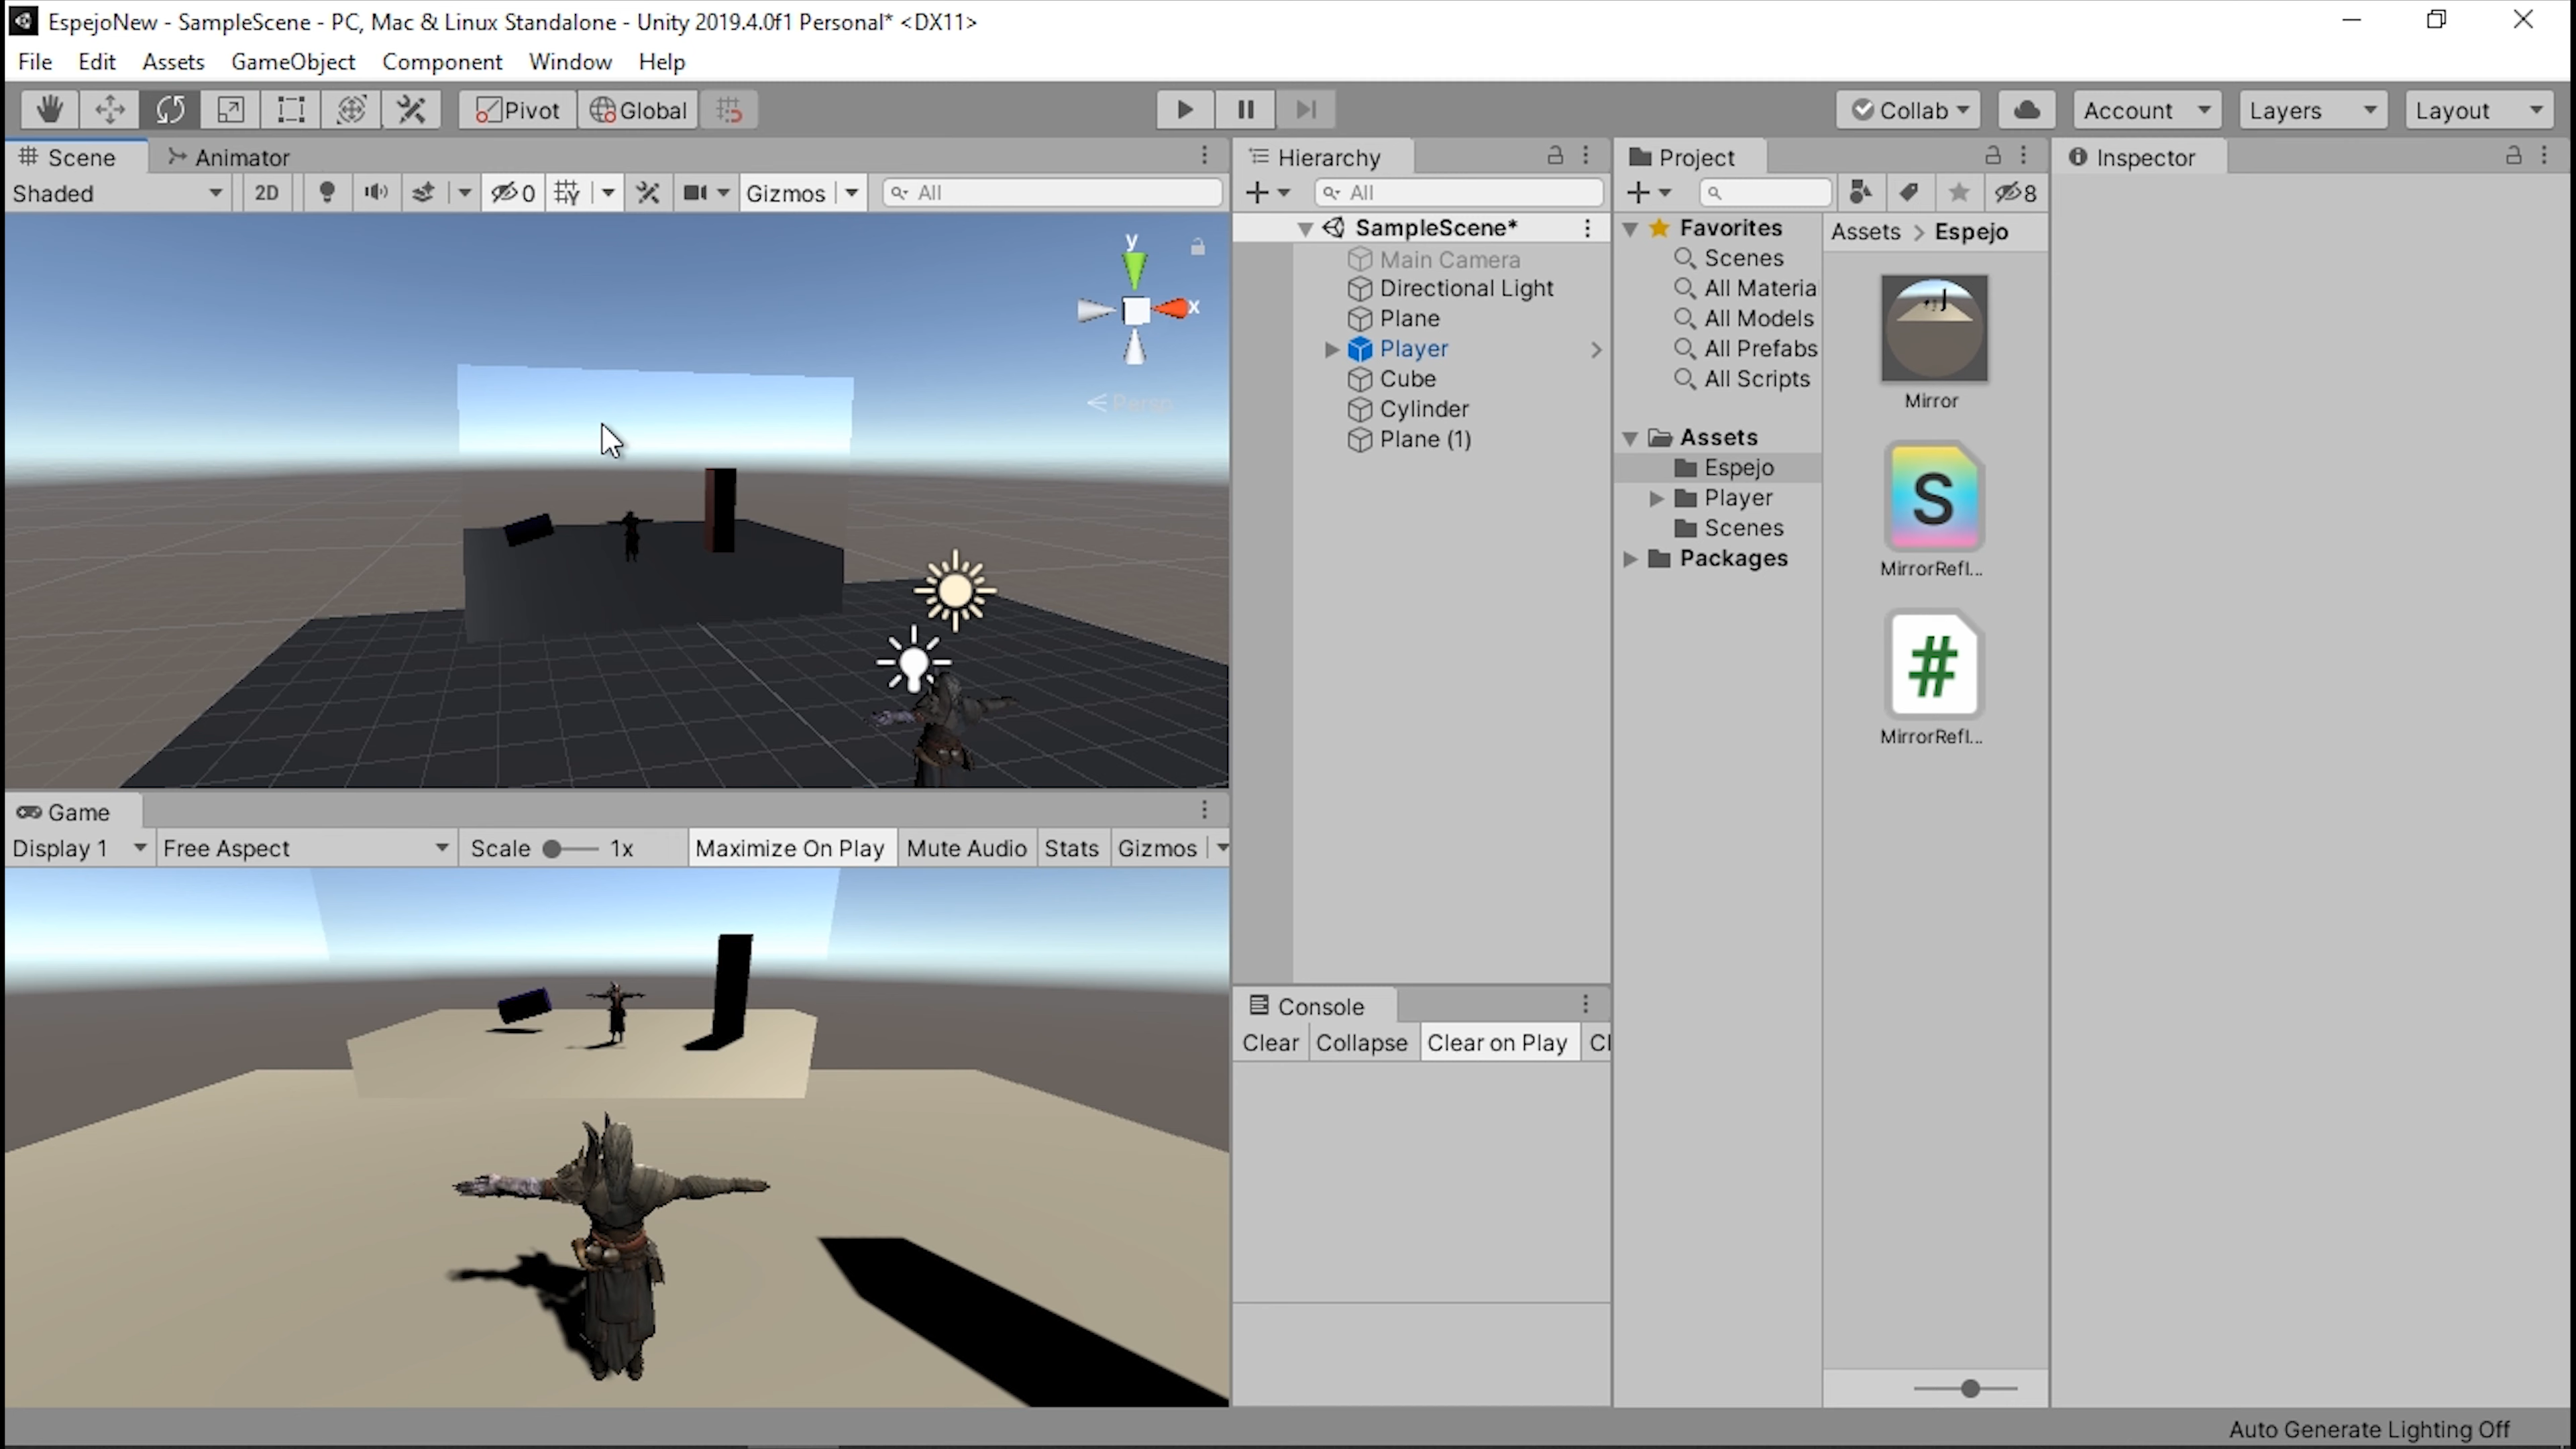 EspejoNew - SampleScene - PC, Mac & Linux Standalone - Unity 2019.4.0f1 Personal* <DX11>
File Edit Assets GameObject Component Window Help
Pivot Global Collab Account Layers Layout
Scene Animator
Shaded 2D 0 Gizmos All
y
x
Persp
Game
Display 1 Free Aspect Scale 1x Maximize On Play Mute Audio Stats Gizmos
Hierarchy
All
SampleScene*
Main Camera
Directional Light
Plane
Player
Cube
Cylinder
Plane (1)
Console
Clear Collapse Clear on Play Cl
Project
8
Favorites
Scenes
All Materia
All Models
All Prefabs
All Scripts
Assets
Espejo
Player
Scenes
Packages
Assets > Espejo
Mirror
S
MirrorRefl...
#
MirrorRefl...
Inspector
Auto Generate Lighting Off